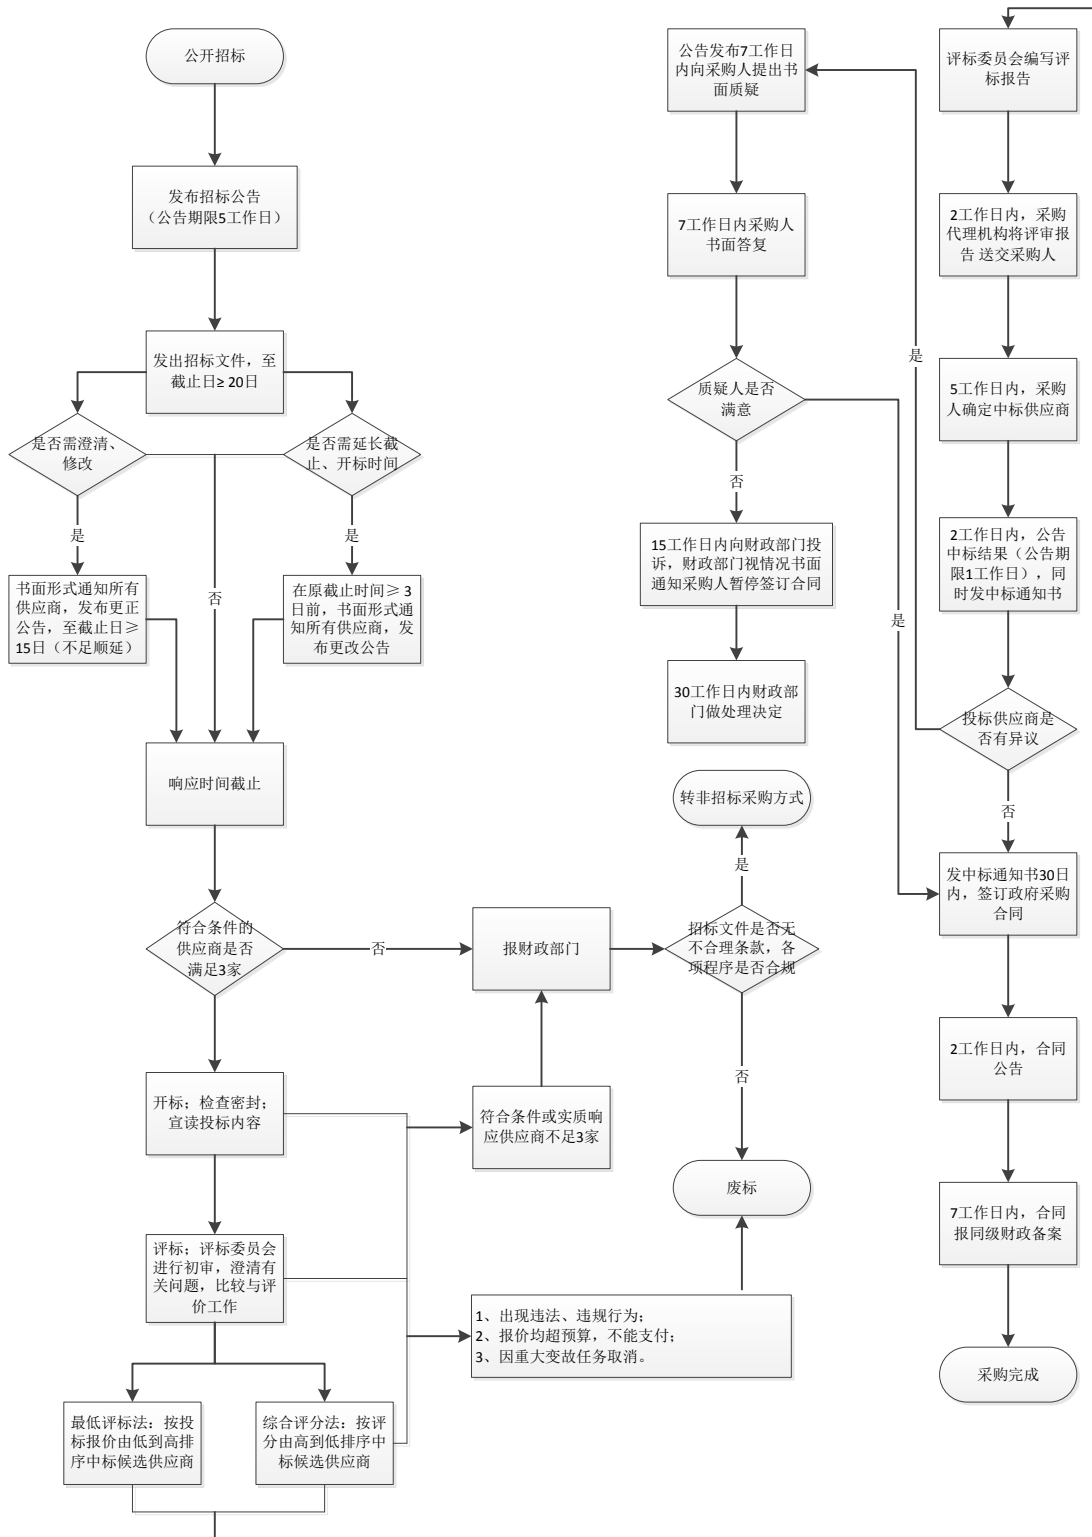 公开招标
发布招标公告
（公告期限5工作日）
发出招标文件，至
截止日≥ 20日
是否需澄清、
修改
是否需延长截
止、开标时间
是
是
否
书面形式通知所有
供应商，发布更正
公告，至截止日≥
15日（不足顺延）
在原截止时间≥ 3
日前，书面形式通
知所有供应商，发
布更改公告
响应时间截止
符合条件的
供应商是否
满足3家
否
报财政部门
招标文件是否无
不合理条款，各
项程序是否合规
是
转非招标采购方式
否
废标
开标；检查密封；
宣读投标内容
符合条件或实质响
应供应商不足3家
评标；评标委员会
进行初审，澄清有
关问题，比较与评
价工作
1、出现违法、违规行为；
2、报价均超预算，不能支付；
3、因重大变故任务取消。
最低评标法：按投
标报价由低到高排
序中标候选供应商
综合评分法：按评
分由高到低排序中
标候选供应商
公告发布7工作日
内向采购人提出书
面质疑
7工作日内采购人
书面答复
质疑人是否
满意
否
是
15工作日内向财政部门投
诉，财政部门视情况书面
通知采购人暂停签订合同
30工作日内财政部
门做处理决定
评标委员会编写评
标报告
2工作日内，采购
代理机构将评审报
告 送交采购人
5工作日内，采购
人确定中标供应商
2工作日内，公告
中标结果（公告期
限1工作日），同
时发中标通知书
投标供应商是
否有异议
是
否
发中标通知书30日
内，签订政府采购
合同
2工作日内，合同
公告
7工作日内，合同
报同级财政备案
采购完成